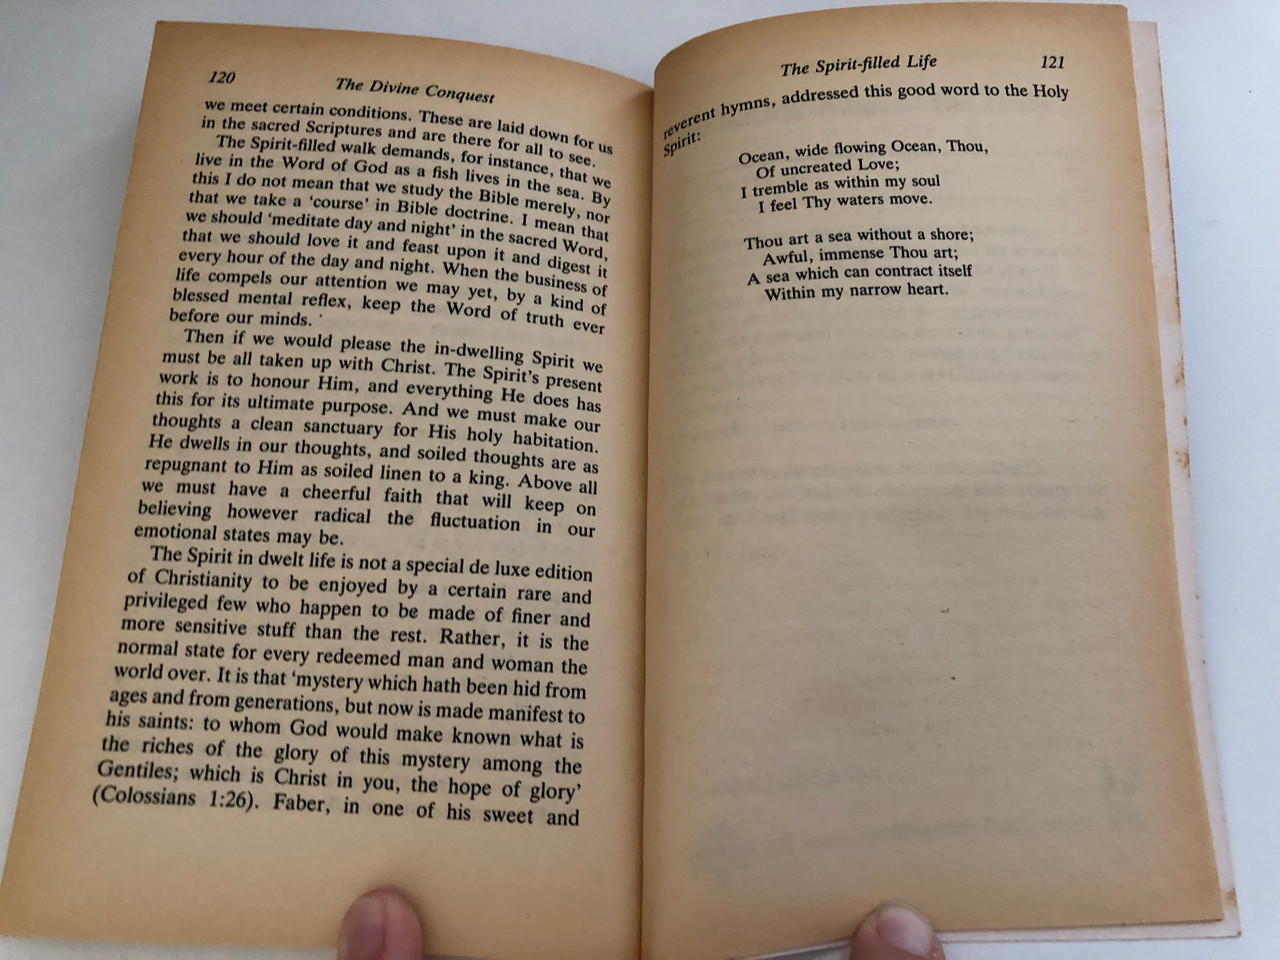 120
The Divine Conquest
we meet certain conditions. These are laid down for us
in the sacred Scriptures and are there for all to see.
The Spirit-filled walk demands, for instance, that we
live in the Word of God as a fish lives in the sea. By
this I do not mean that we study the Bible merely, nor
that we take a ‘course’ in Bible doctrine. I mean that
we should ‘meditate day and night’ in the sacred Word,
that we should love it and feast upon it and digest it
every hour of the day and night. When the business of
life compels our attention we may yet, by a kind of
blessed mental reflex, keep the Word of truth ever
before our minds.
Then if we would please the in-dwelling Spirit we
must be all taken up with Christ. The Spirit’s present
work is to honour Him, and everything He does has
this for its ultimate purpose. And we must make our
thoughts a clean sanctuary for His holy habitation.
He dwells in our thoughts, and soiled thoughts are as
repugnant to Him as soiled linen to a king. Above all
we must have a cheerful faith that will keep on
believing however radical the fluctuation in our
emotional states may be.
The Spirit in dwelt life is not a special de luxe edition
of Christianity to be enjoyed by a certain rare and
privileged few who happen to be made of finer and
more sensitive stuff than the rest. Rather, it is the
normal state for every redeemed man and woman the
world over. It is that ‘mystery which hath been hid from
ages and from generations, but now is made manifest to
his saints: to whom God would make known what is
the riches of the glory of this mystery among the
Gentiles; which is Christ in you, the hope of glory’
(Colossians 1:26). Faber, in one of his sweet and
The Spirit-filled Life
121
reverent hymns, addressed this good word to the Holy
Spirit:
Ocean, wide flowing Ocean, Thou,
Of uncreated Love;
I tremble as within my soul
I feel Thy waters move.
Thou art a sea without a shore;
Awful, immense Thou art;
A sea which can contract itself
Within my narrow heart.